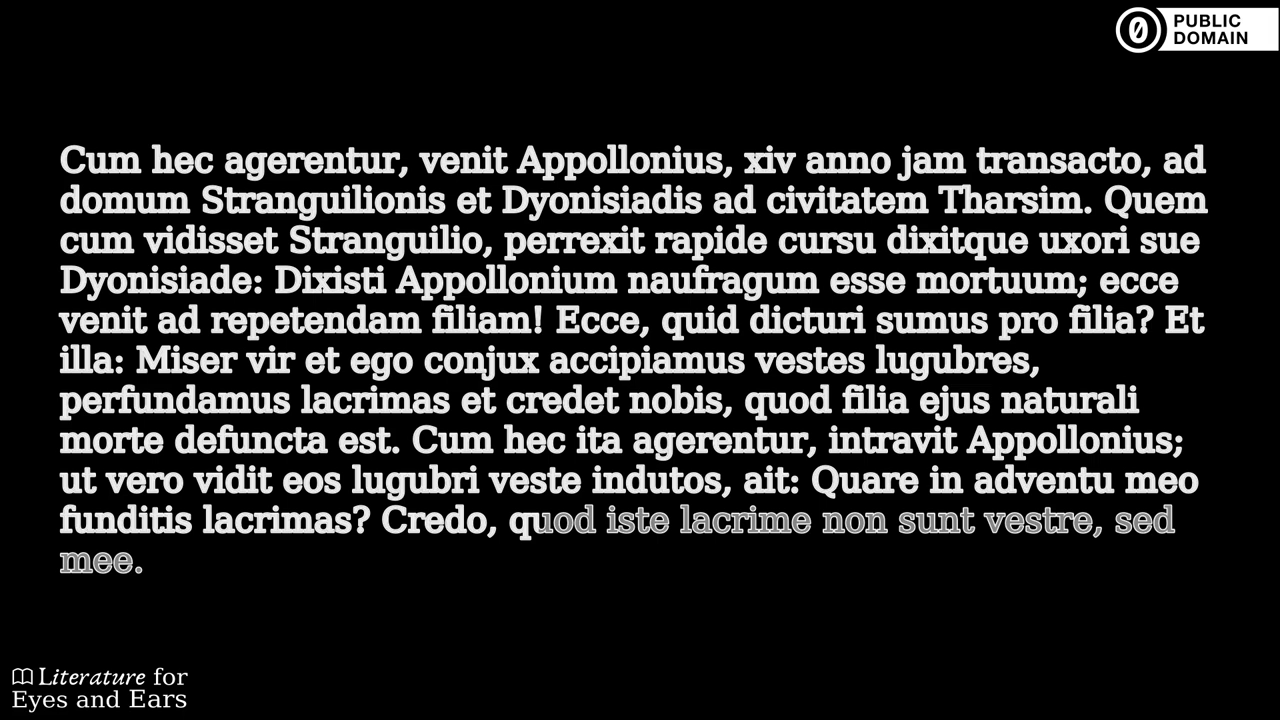 PUBLIC
DOMAIN
Cum hec agerentur, venit Appollonius, xiv anno jam transacto, ad
domum Stranguilionis et Dyonisiadis ad civitatem Tharsim. Quem
cum vidisset Stranguilio, perrexit rapide cursu dixitque uxori sue
Dyonisiade: Dixisti Appollonium naufragum esse mortuum; ecce
venit ad repetendam filiam! Ecce, quid dicturi sumus pro filia? Et
illa: Miser vir et ego conjux accipiamus vestes lugubres,
perfundamus lacrimas et credet nobis, quod filia ejus naturali
morte defuncta est. Cum hec ita agerentur, intravit Appollonius;
ut vero vidit eos lugubri veste indutos, ait: Quare in adventu meo
funditis lacrimas? Credo, quod iste lacrime non sunt vestre, sed
mee.
Literature for
Eyes and Ears